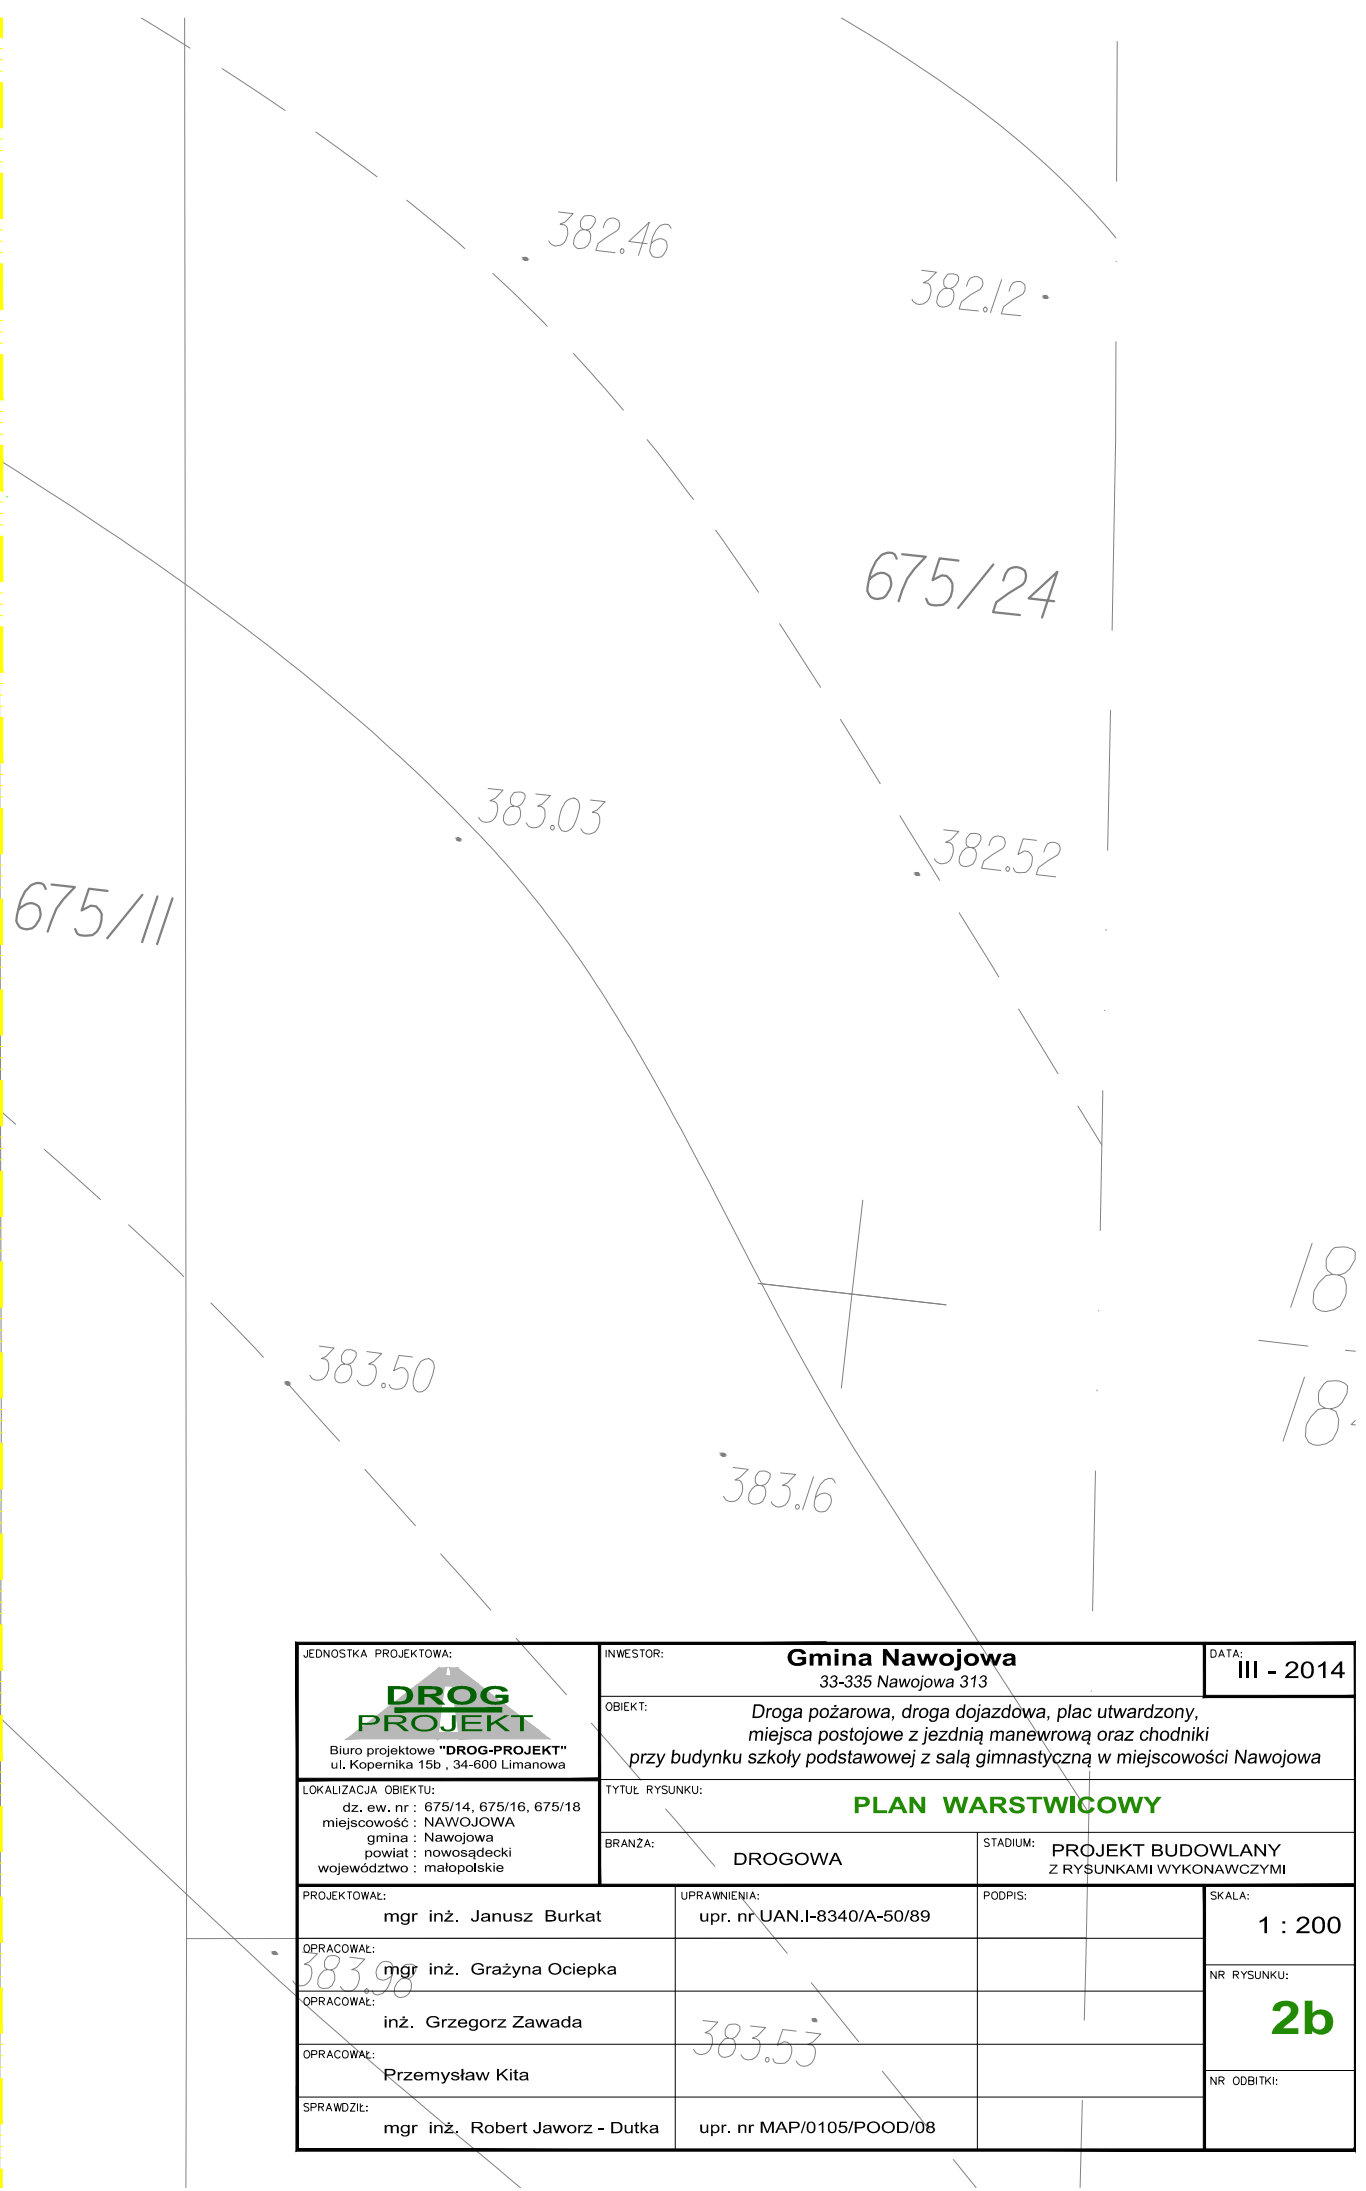 382.46
382.12
675/24
383.03
382.52
675/11
18
383.50
18
383.16
JEDNOSTKA PROJEKTOWA:
DROG
PROJEKT
Biuro projektowe "DROG-PROJEKT"
ul. Kopernika 15b , 34-600 Limanowa
INWESTOR:
Gmina Nawojowa
33-335 Nawojowa 313
DATA:
III - 2014
OBIEKT:
Droga pożarowa, droga dojazdowa, plac utwardzony,
miejsca postojowe z jezdnią manewrową oraz chodniki
przy budynku szkoły podstawowej z salą gimnastyczną w miejscowości Nawojowa
LOKALIZACJA OBIEKTU:
dz. ew. nr : 675/14, 675/16, 675/18
miejscowość : NAWOJOWA
gmina : Nawojowa
powiat : nowosądecki
województwo : małopolskie
TYTUŁ RYSUNKU:
PLAN WARSTWICOWY
BRANŻA:
DROGOWA
STADIUM:
PROJEKT BUDOWLANY
Z RYSUNKAMI WYKONAWCZYMI
PROJEKTOWAŁ:
mgr inż. Janusz Burkat
UPRAWNIENIA:
upr. nr UAN.I-8340/A-50/89
PODPIS:
SKALA:
1 : 200
OPRACOWAŁ:
mgr inż. Grażyna Ociepka
383.98
NR RYSUNKU:
2b
OPRACOWAŁ:
inż. Grzegorz Zawada
383.53
OPRACOWAŁ:
Przemysław Kita
NR ODBITKI:
SPRAWDZIŁ:
mgr inż. Robert Jaworz - Dutka
upr. nr MAP/0105/POOD/08